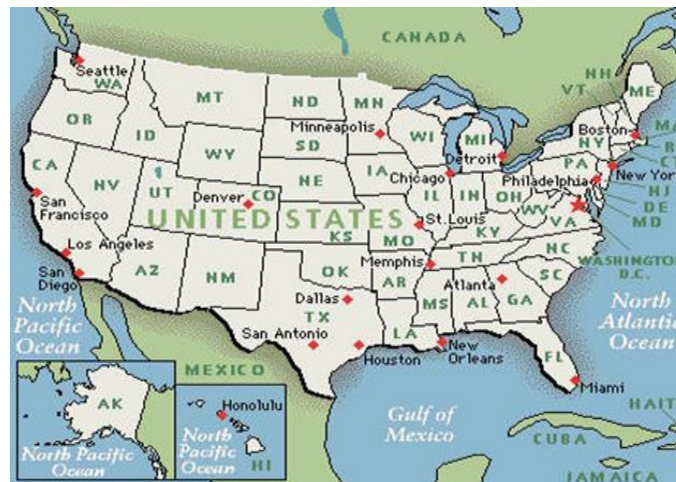 CANADA
Seattle
WA
MT
ND
MN
NH
VT
ME
OR
ID
Minneapolis
WI
MI
NY
Boston
MA
SD
WY
Detroit
R
CT
CA
NV
UT
Denver
CO
NE
IA
Chicago
IL
IN
OH
PA
Philadelphia
New York
NJ
DE
MD
San
Francisco
UNITED STATES
St. Louis
WV
VA
KS
MO
KY
WASHINGTON
D.C.
Los Angeles
San
Diego
AZ
NM
OK
AR
Memphis
TN
NC
SC
Atlanta
MS
AL
GA
Dallas
TX
LA
San Antonio
Houston
New
Orleans
FL
Miami
North
Pacific
Ocean
North
Atlantic
Ocean
MEXICO
Gulf of
Mexico
CUBA
HAIT
JAMAICA
AK
North Pacific
Ocean
Honolulu
North
Pacific
Ocean
HI